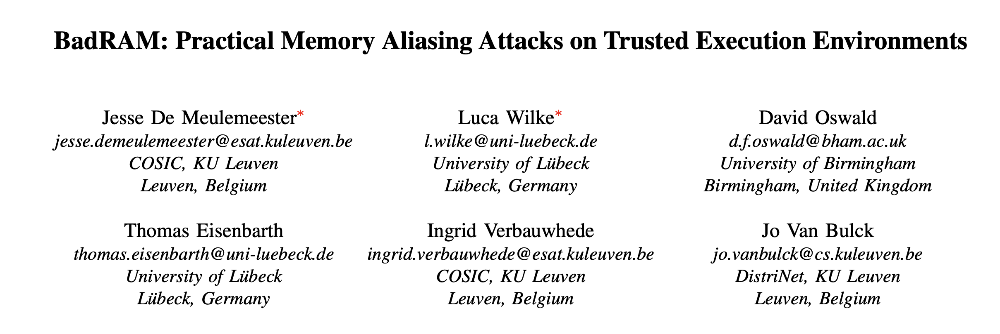 BadRAM: Practical Memory Aliasing Attacks on Trusted Execution Environments
Jesse De Meulemeester*
jesse.demeulemeester@esat.kuleuven.be
COSIC, KU Leuven
Leuven, Belgium
Luca Wilke*
l.wilke@uni-luebeck.de
University of Lübeck
Lübeck, Germany
David Oswald
d.f.oswald@bham.ac.uk
University of Birmingham
Birmingham, United Kingdom
Thomas Eisenbarth
thomas.eisenbarth@uni-luebeck.de
University of Lübeck
Lübeck, Germany
Ingrid Verbauwhede
ingrid.verbauwhede@esat.kuleuven.be
COSIC, KU Leuven
Leuven, Belgium
Jo Van Bulck
jo.vanbulck@cs.kuleuven.be
DistriNet, KU Leuven
Leuven, Belgium